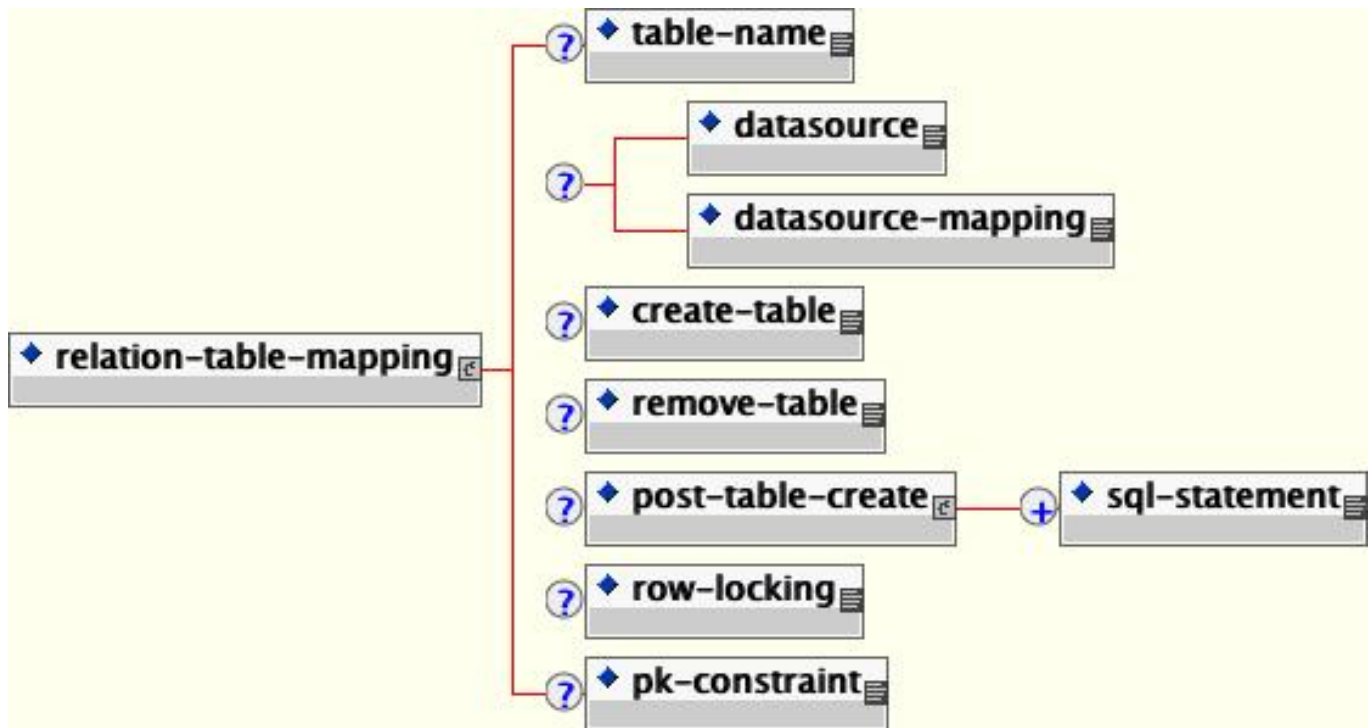 ? table-name
datasource
?
datasource-mapping
? create-table
relation-table-mapping
? remove-table
? post-table-create + sql-statement
? row-locking
? pk-constraint